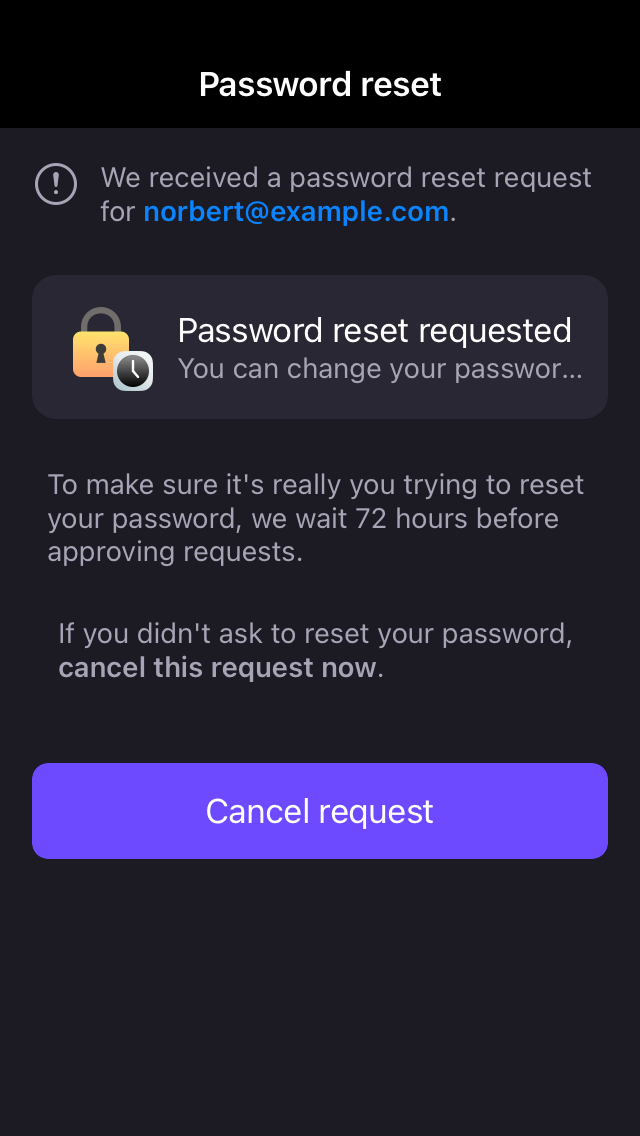 Password reset
We received a password reset request
for norbert@example.com.
Password reset requested
You can change your passwor...
To make sure it's really you trying to reset
your password, we wait 72 hours before
approving requests.
If you didn't ask to reset your password,
cancel this request now.
Cancel request